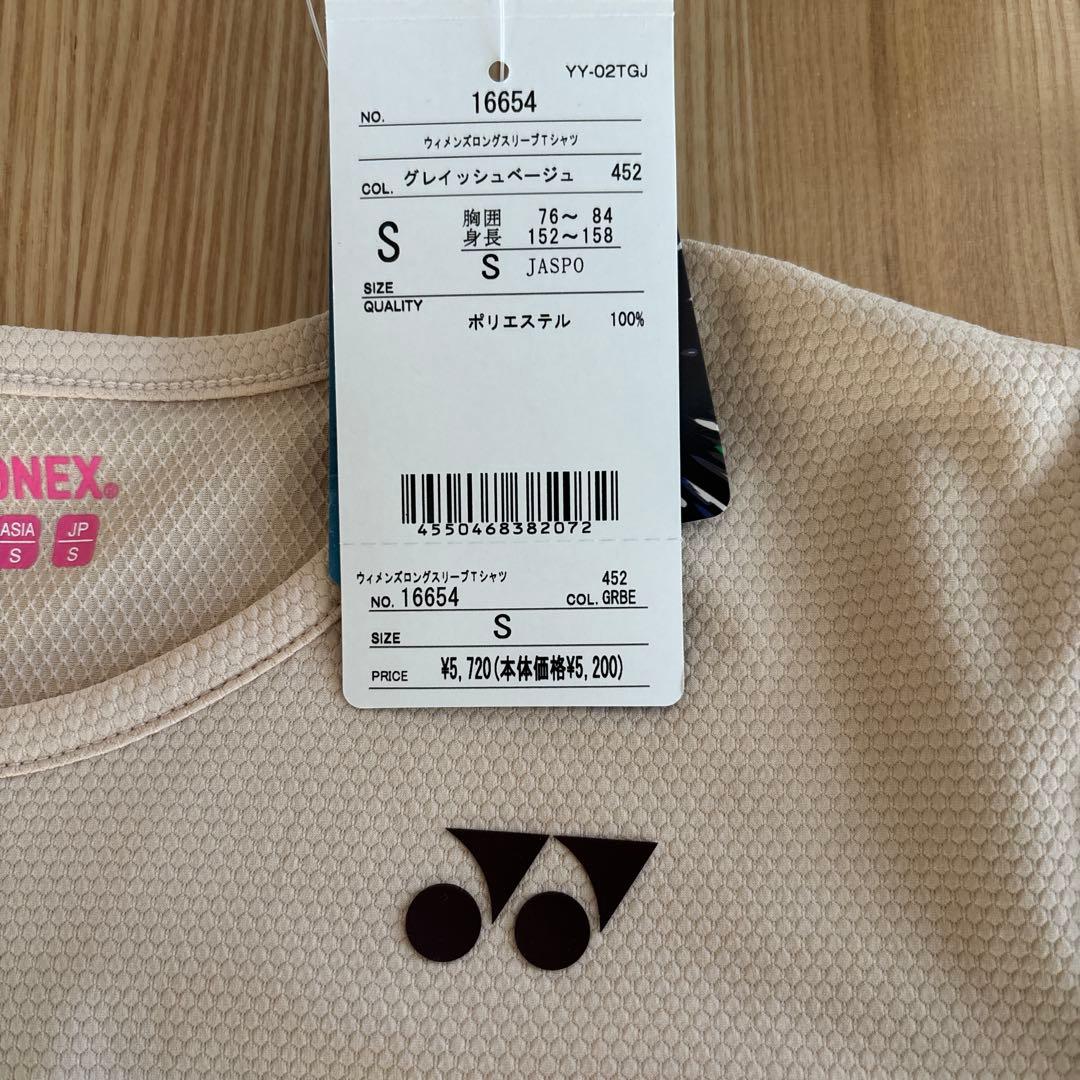 YY-02TGJ
NO. 16654
ウィメンズロングスリーブTシャツ
COL. グレイッシュベージュ 452
S
胸囲 76〜 84
身長 152〜158
S JASPO
SIZE
QUALITY
ポリエステル 100%
4550468382072
ウィメンズロングスリーブTシャツ 452
NO. 16654 COL. GRBE
SIZE S
PRICE ¥5,720(本体価格¥5,200)
ONEX®
ASIA JP
S S